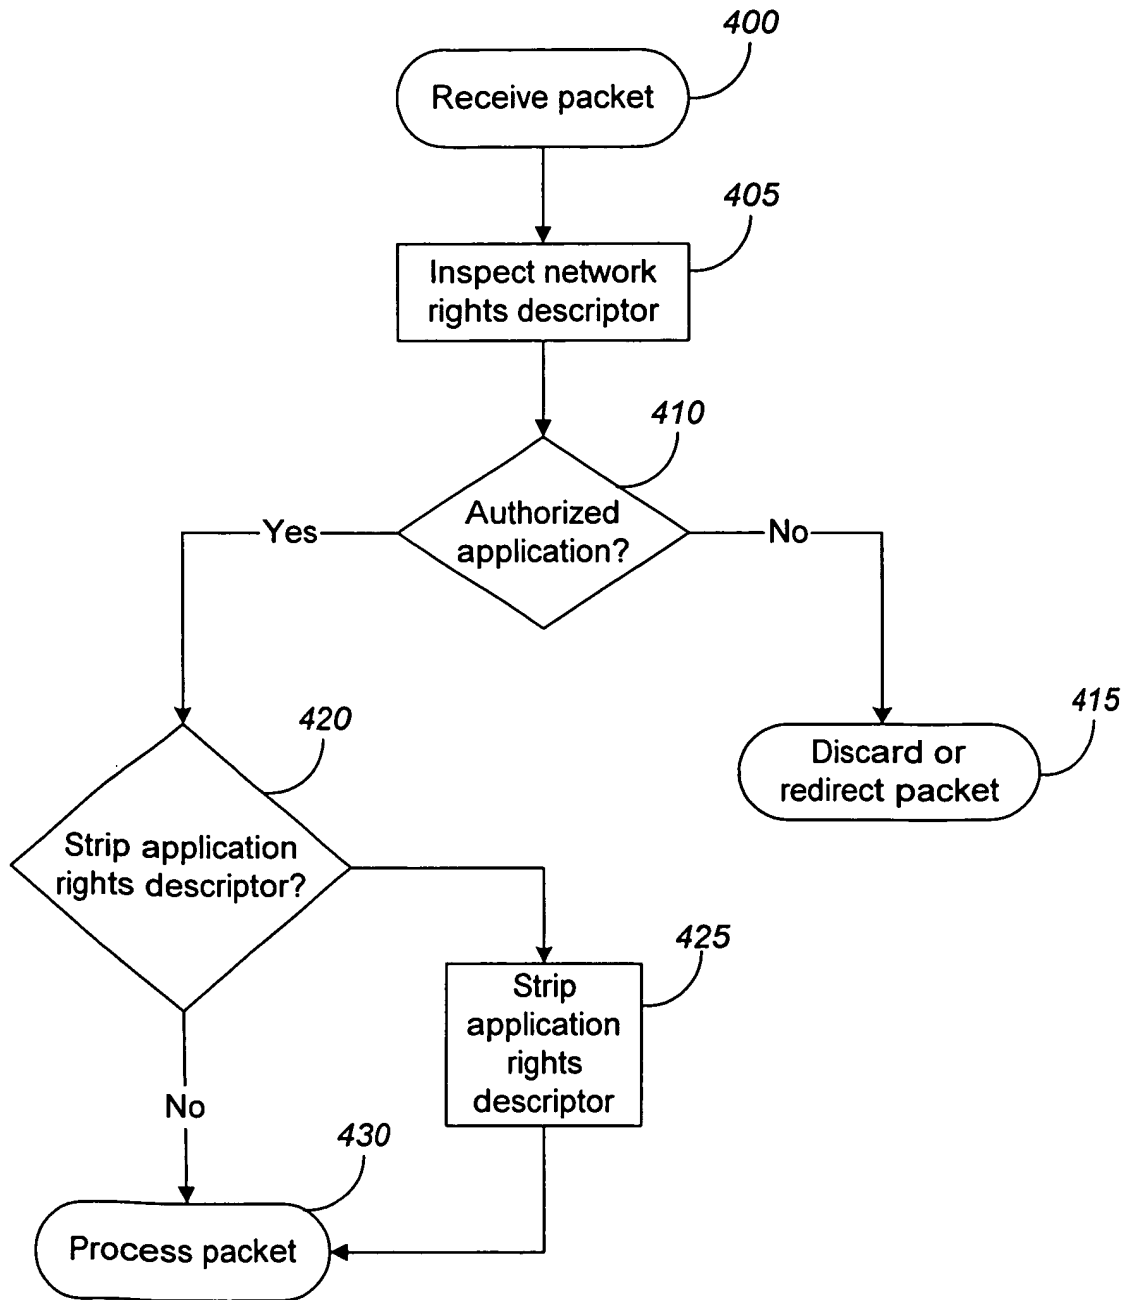 400
Receive packet
405
Inspect network
rights descriptor
410
Authorized
application?
Yes
No
415
Discard or
redirect packet
420
Strip application
rights descriptor?
425
Strip
application
rights
descriptor
No
430
Process packet